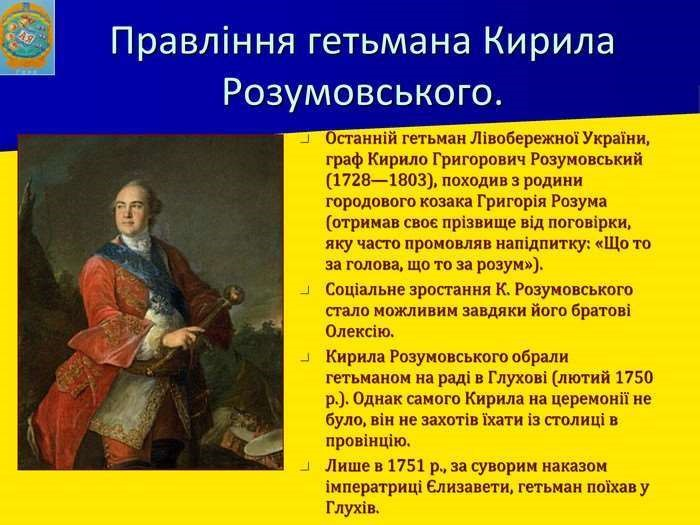 Правління гетьмана Кирила
Розумовського.
Останній гетьман Лівобережної України,
граф Кирило Григорович Розумовський
(1728—1803), походив з родини
городового козака Григорія Розума
(отримав своє прізвище від поговірки,
яку часто промовляв напідпитку: «Що то
за голова, що то за розум»).
Соціальне зростання К. Розумовського
стало можливим завдяки його братові
Олексію.
Кирила Розумовського обрали
гетьманом на раді в Глухові (лютий 1750
р.). Однак самого Кирила на церемонії не
було, він не захотів їхати із столиці в
провінцію.
Лише в 1751 р., за суворим наказом
імператриці Єлизавети, гетьман поїхав у
Глухів.